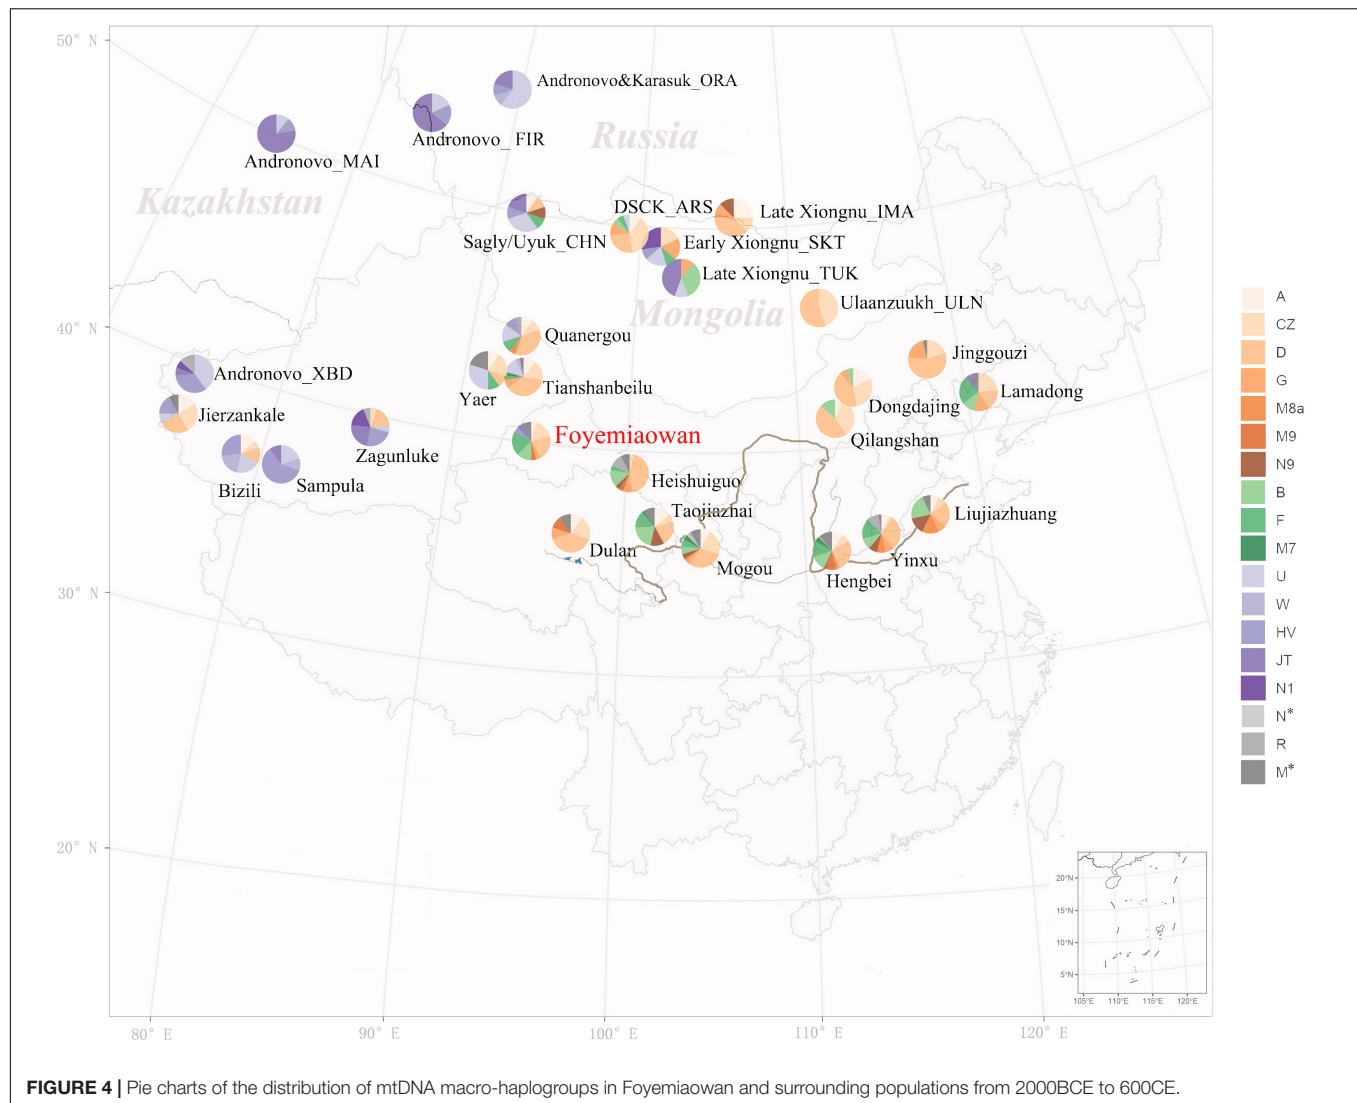 50° N
Andronovo&Karasuk_ORA
Andronovo_FIR
Russia
Andronovo_MAI
Kazakhstan
DSCK_ARS
Late Xiongnu_IMA
Sagly/Uyuk_CHN
Early Xiongnu_SKT
Late Xiongnu_TUK
Mongolia
Ulaanzuukh_ULN
40° N
Quanergou
Jinggouzi
Andronovo_XBD
Tianshanbeilu
Lamadong
Yaer
Jierzankale
Dongdajing
Zagunluke
Foyemiaowan
Qilangshan
Bizili
Sampula
Heishuiguo
Taojiazhai
Liujiazhuang
Dulan
Mogou
Yinxu
Hengbei
30° N
20° N
A
CZ
D
G
M8a
M9
N9
B
F
M7
U
W
HV
JT
N1
N*
R
M*
20°N
15°N
10°N
5°N
105°E 110°E 115°E 120°E
80° E 90° E 100° E 110° E 120° E
FIGURE 4 | Pie charts of the distribution of mtDNA macro-haplogroups in Foyemiaowan and surrounding populations from 2000BCE to 600CE.